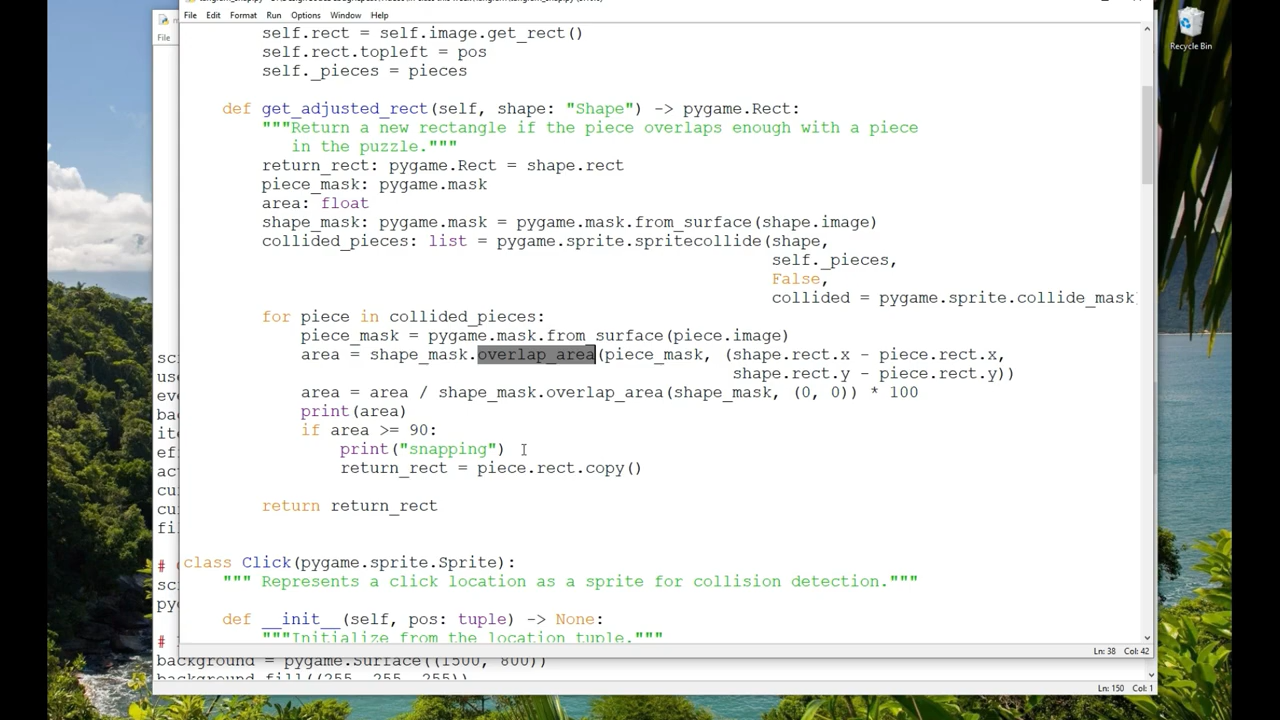 File Edit Format Run Options Window Help
Recycle Bin
File
self.rect = self.image.get_rect()
self.rect.topleft = pos
self._pieces = pieces
def get_adjusted_rect(self, shape: "Shape") -> pygame.Rect:
"""Return a new rectangle if the piece overlaps enough with a piece
in the puzzle."""
return_rect: pygame.Rect = shape.rect
piece_mask: pygame.mask
area: float
shape_mask: pygame.mask = pygame.mask.from_surface(shape.image)
collided_pieces: list = pygame.sprite.spritecollide(shape,
self._pieces,
False,
collided = pygame.sprite.collide_mask
for piece in collided_pieces:
piece_mask = pygame.mask.from_surface(piece.image)
area = shape_mask.overlap_area(piece_mask, (shape.rect.x - piece.rect.x,
shape.rect.y - piece.rect.y))
area = area / shape_mask.overlap_area(shape_mask, (0, 0)) * 100
print(area)
if area >= 90:
print("snapping")
return_rect = piece.rect.copy()
return return_rect
class Click(pygame.sprite.Sprite):
""" Represents a click location as a sprite for collision detection."""
def __init__(self, pos: tuple) -> None:
"""Initialize from the location tuple."""
Ln: 38 Col: 42
background = pygame.Surface((1500, 800))
background.fill((255, 255, 255))
Ln: 150 Col: 1